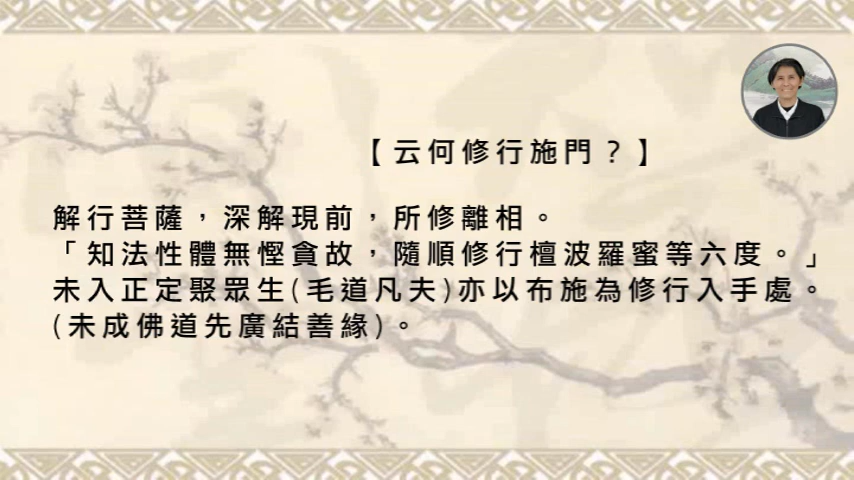 【云何修行施門？】
解行菩薩，深解現前，所修離相。
「知法性體無慳貪故，隨順修行檀波羅蜜等六度。」
未入正定聚眾生(毛道凡夫)亦以布施為修行入手處。
(未成佛道先廣結善緣)。